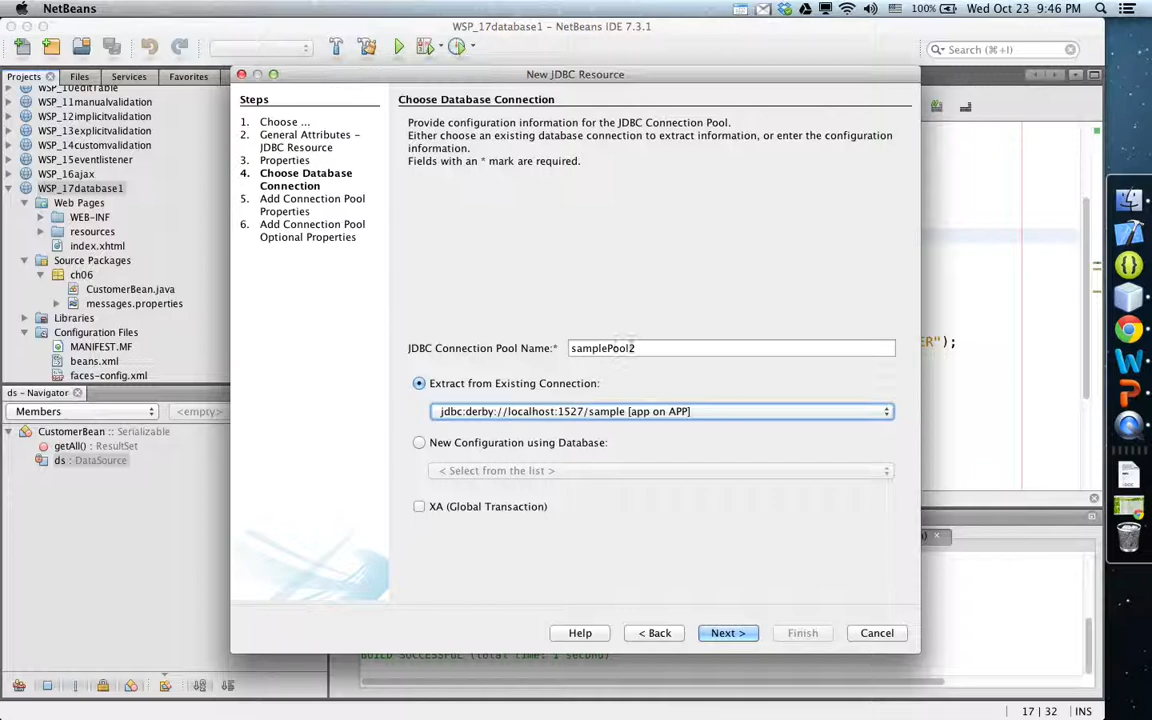 NetBeans
100%
Wed Oct 23 9:46 PM
WSP_17database1 – NetBeans IDE 7.3.1
Search (⌘+I)
Projects
Files
Services
Favorites
WSP_10editTable
WSP_11manualvalidation
WSP_12implicitvalidation
WSP_13explicitvalidation
WSP_14customvalidation
WSP_15eventlistener
WSP_16ajax
WSP_17database1
Web Pages
WEB-INF
resources
index.xhtml
Source Packages
ch06
CustomerBean.java
messages.properties
Libraries
Configuration Files
MANIFEST.MF
beans.xml
faces-config.xml
ds - Navigator
Members
<empty>
CustomerBean :: Serializable
getAll() : ResultSet
ds : DataSource
New JDBC Resource
Steps
1. Choose ...
2. General Attributes –
JDBC Resource
3. Properties
4. Choose Database
Connection
5. Add Connection Pool
Properties
6. Add Connection Pool
Optional Properties
Choose Database Connection
Provide configuration information for the JDBC Connection Pool.
Either choose an existing database connection to extract information, or enter the configuration
information.
Fields with an * mark are required.
JDBC Connection Pool Name:*
samplePool2
Extract from Existing Connection:
jdbc:derby://localhost:1527/sample [app on APP]
New Configuration using Database:
< Select from the list >
XA (Global Transaction)
Help
< Back
Next >
Finish
Cancel
");
BUILD SUCCESSFUL (total time: 1 second)
17 | 32
INS